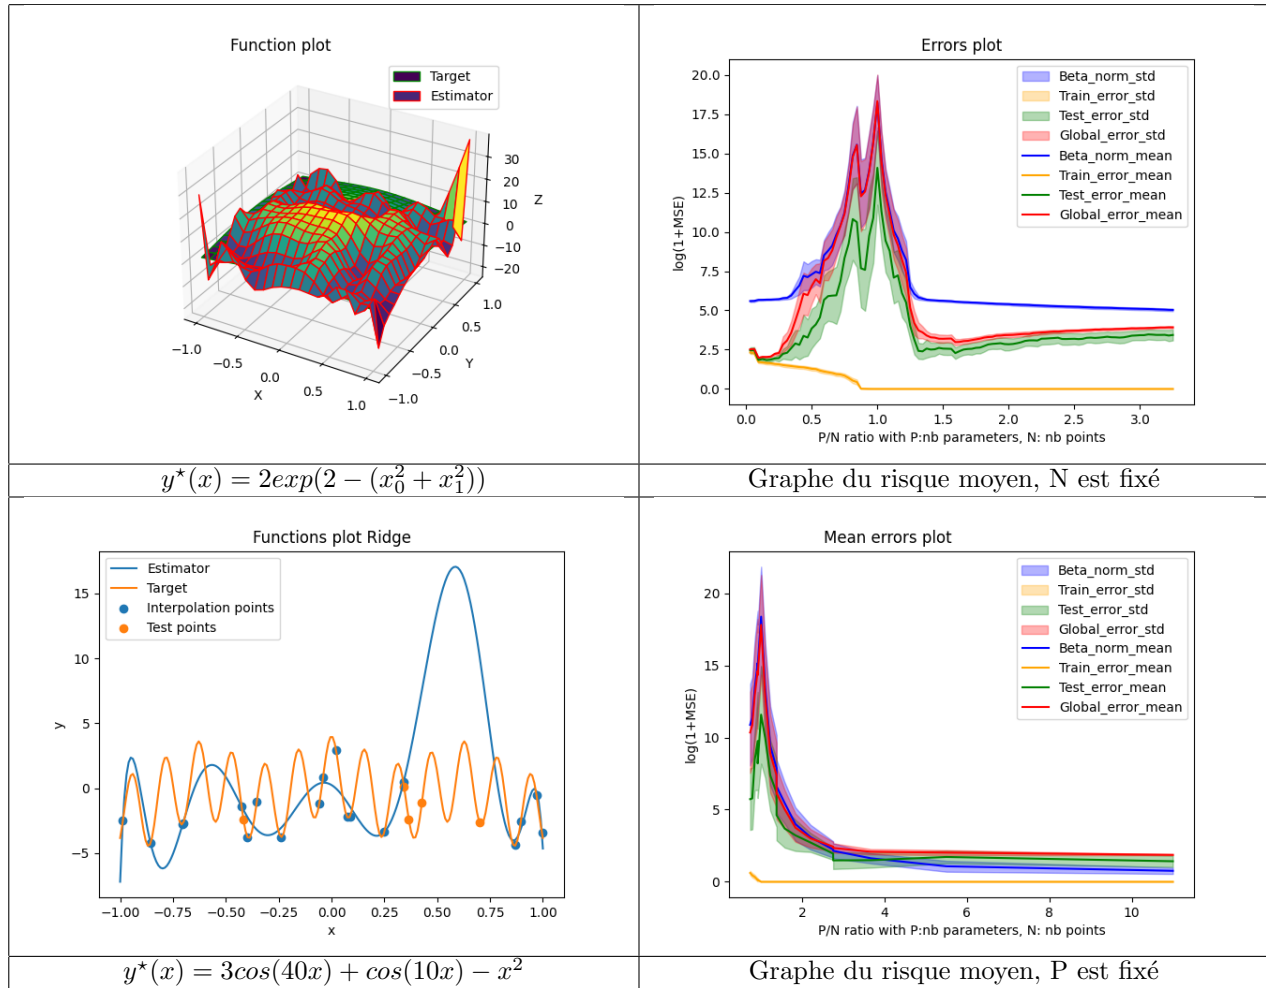 Function plot
Target
Estimator
30
20
10
0
−10
−20
Z
1.0
0.5
0.0
−0.5
−1.0
Y
−1.0
−0.5
0.0
0.5
1.0
X
Errors plot
20.0
17.5
15.0
12.5
10.0
7.5
5.0
2.5
0.0
log(1+MSE)
Beta_norm_std
Train_error_std
Test_error_std
Global_error_std
Beta_norm_mean
Train_error_mean
Test_error_mean
Global_error_mean
0.0 0.5 1.0 1.5 2.0 2.5 3.0
P/N ratio with P:nb parameters, N: nb points
y⋆(x) = 2exp(2 − (x₀² + x₁²))
Graphe du risque moyen, N est fixé
Functions plot Ridge
Estimator
Target
Interpolation points
Test points
15
10
5
0
−5
y
−1.00 −0.75 −0.50 −0.25 0.00 0.25 0.50 0.75 1.00
x
Mean errors plot
20
15
10
5
0
log(1+MSE)
Beta_norm_std
Train_error_std
Test_error_std
Global_error_std
Beta_norm_mean
Train_error_mean
Test_error_mean
Global_error_mean
2 4 6 8 10
P/N ratio with P:nb parameters, N: nb points
y⋆(x) = 3cos(40x) + cos(10x) − x²
Graphe du risque moyen, P est fixé